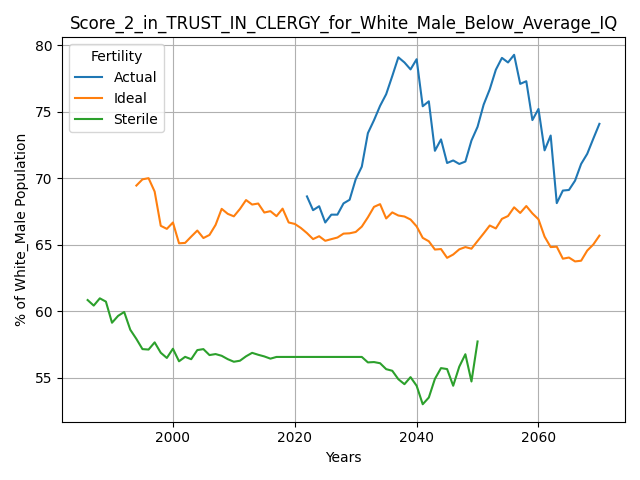 Score_2_in_TRUST_IN_CLERGY_for_White_Male_Below_Average_IQ
Fertility
Actual
Ideal
Sterile
% of White_Male Population
80
75
70
65
60
55
2000
2020
2040
2060
Years